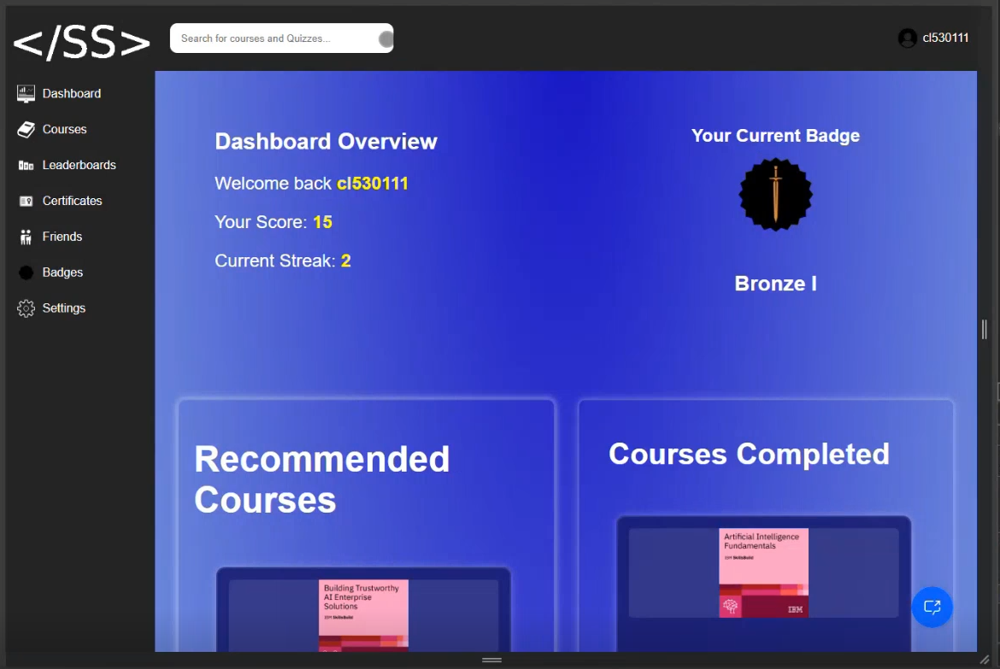 </SS>
Search for courses and Quizzes...
cl530111
Dashboard
Courses
Leaderboards
Certificates
Friends
Badges
Settings
Dashboard Overview
Welcome back cl530111
Your Score: 15
Current Streak: 2
Your Current Badge
Bronze I
Recommended
Courses
Building Trustworthy
AI Enterprise
Solutions
IBM SkillsBuild
Courses Completed
Artificial Intelligence
Fundamentals
IBM SkillsBuild
IBM